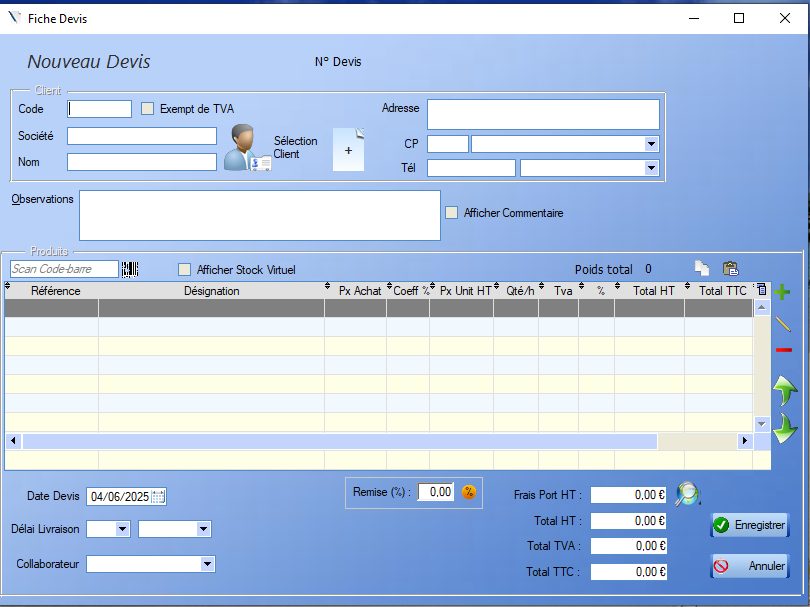 Fiche Devis
Nouveau Devis
N° Devis
Client
Code
Exempt de TVA
Adresse
Société
Sélection
Client
+
CP
Nom
Tél
Observations
Afficher Commentaire
Produits
Scan Code-barre
Afficher Stock Virtuel
Poids total 0
Référence Désignation Px Achat Coeff % Px Unit HT Qté/h Tva % Total HT Total TTC
Date Devis 04/06/2025
Remise (%) : 0,00 %
Frais Port HT : 0,00 €
Délai Livraison
Total HT : 0,00 €
Enregistrer
Total TVA : 0,00 €
Collaborateur
Total TTC : 0,00 €
Annuler